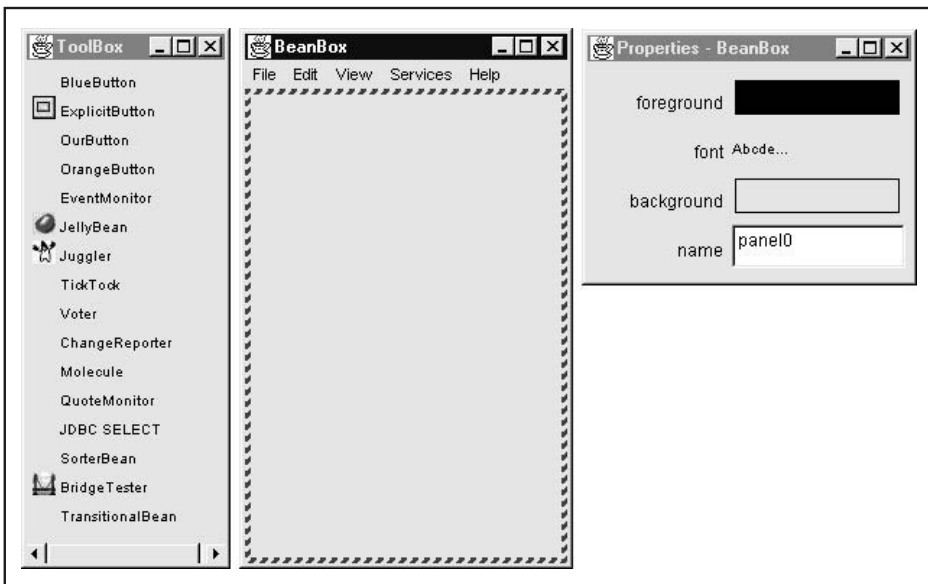 ToolBox
BlueButton
ExplicitButton
OurButton
OrangeButton
EventMonitor
JellyBean
Juggler
TickTock
Voter
ChangeReporter
Molecule
QuoteMonitor
JDBC SELECT
SorterBean
BridgeTester
TransitionalBean
BeanBox
File Edit View Services Help
Properties - BeanBox
foreground
font Abcde...
background
name panel0